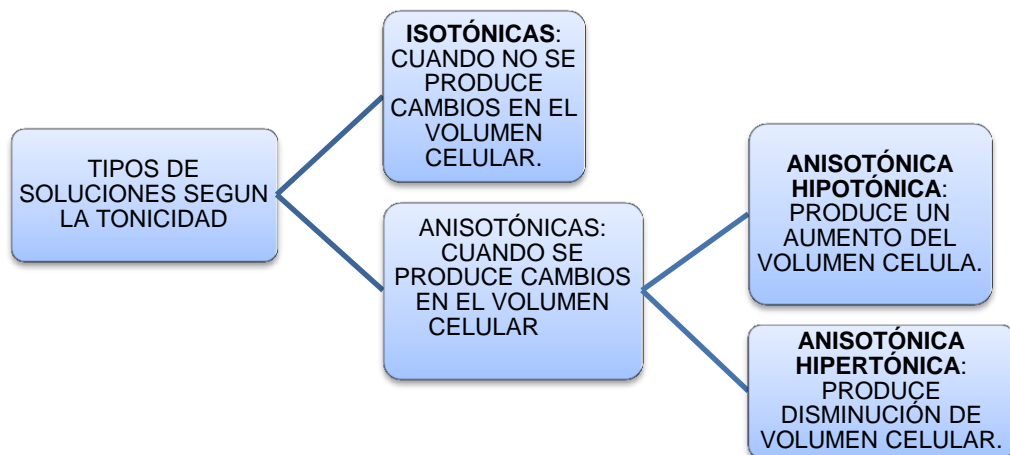 TIPOS DE
SOLUCIONES SEGUN
LA TONICIDAD
ISOTÓNICAS:
CUANDO NO SE
PRODUCE
CAMBIOS EN EL
VOLUMEN
CELULAR.
ANISOTÓNICAS:
CUANDO SE
PRODUCE CAMBIOS
EN EL VOLUMEN
CELULAR
ANISOTÓNICA
HIPOTÓNICA:
PRODUCE UN
AUMENTO DEL
VOLUMEN CELULA.
ANISOTÓNICA
HIPERTÓNICA:
PRODUCE
DISMINUCIÓN DE
VOLUMEN CELULAR.